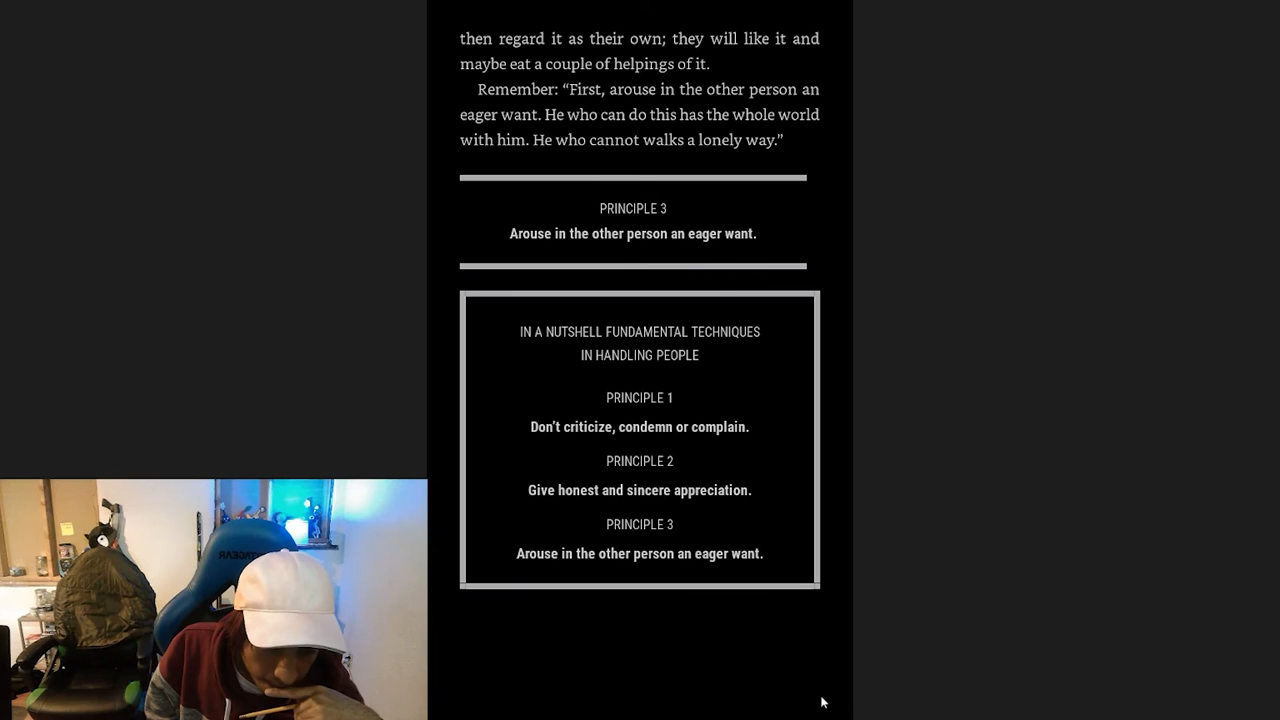 then regard it as their own; they will like it and
maybe eat a couple of helpings of it.
Remember: “First, arouse in the other person an
eager want. He who can do this has the whole world
with him. He who cannot walks a lonely way.”
PRINCIPLE 3
Arouse in the other person an eager want.
IN A NUTSHELL FUNDAMENTAL TECHNIQUES
IN HANDLING PEOPLE
PRINCIPLE 1
Don’t criticize, condemn or complain.
PRINCIPLE 2
Give honest and sincere appreciation.
PRINCIPLE 3
Arouse in the other person an eager want.